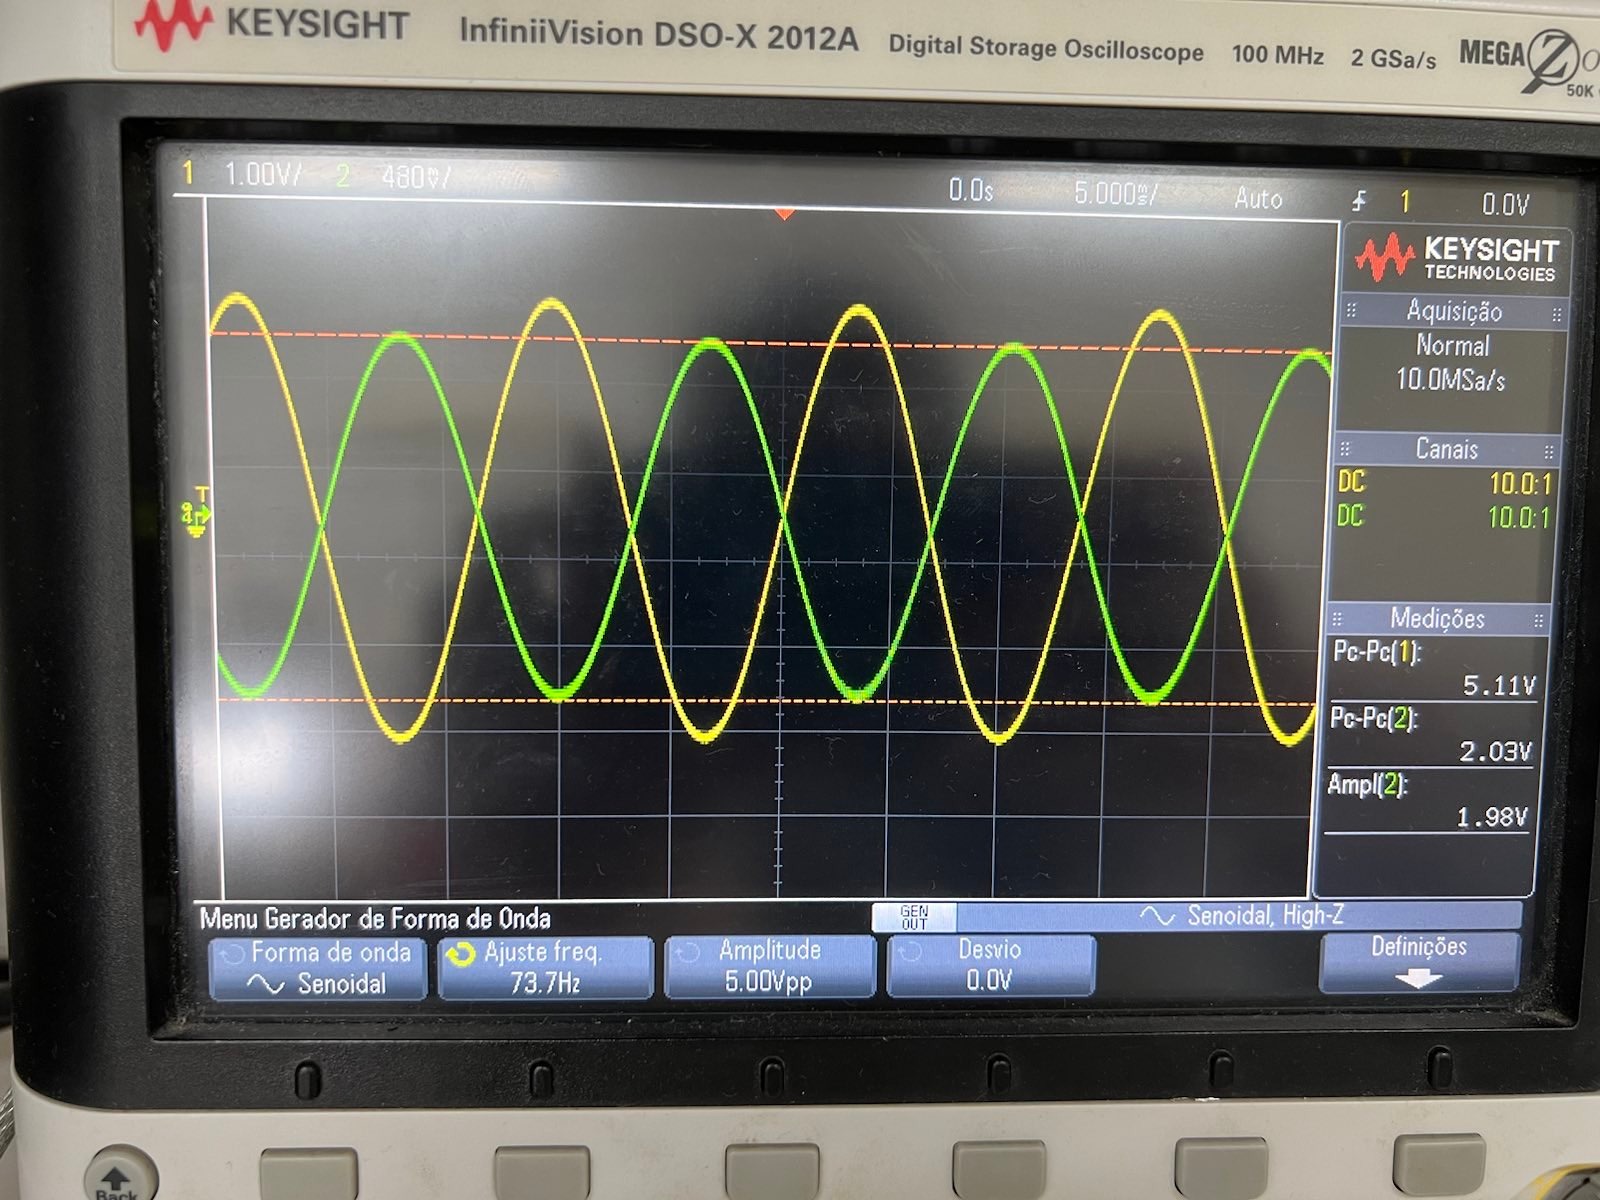 KEYSIGHT InfiniiVision DSO-X 2012A Digital Storage Oscilloscope 100 MHz 2 GSa/s MEGA Zo
50K
1 1.00V/ 2 480mV/ 0.0s 5.000ms/ Auto 1 0.0V
KEYSIGHT
TECHNOLOGIES
Aquisição
Normal
10.0MSa/s
Canais
DC 10.0:1
DC 10.0:1
T
Medições
Pc-Pc(1):
5.11V
Pc-Pc(2):
2.03V
Ampl(2):
1.98V
Menu Gerador de Forma de Onda
GEN
OUT
Senoidal, High-Z
Forma de onda
Senoidal
Ajuste freq.
73.7Hz
Amplitude
5.00Vpp
Desvio
0.0V
Definições
Back